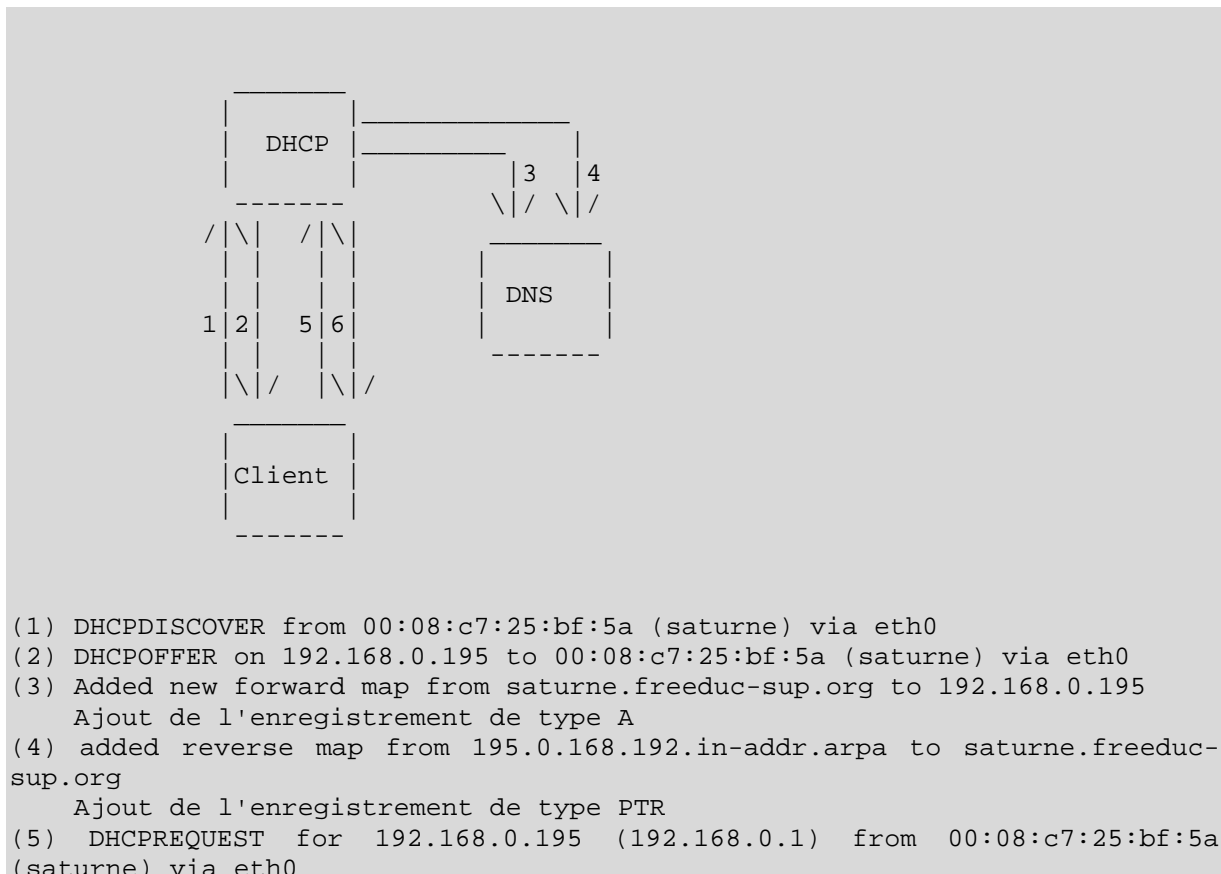 DHCP
3 4
DNS
1 2 5 6
Client
(1) DHCPDISCOVER from 00:08:c7:25:bf:5a (saturne) via eth0
(2) DHCPOFFER on 192.168.0.195 to 00:08:c7:25:bf:5a (saturne) via eth0
(3) Added new forward map from saturne.freeduc-sup.org to 192.168.0.195
Ajout de l'enregistrement de type A
(4) added reverse map from 195.0.168.192.in-addr.arpa to saturne.freeduc-
sup.org
Ajout de l'enregistrement de type PTR
(5) DHCPREQUEST for 192.168.0.195 (192.168.0.1) from 00:08:c7:25:bf:5a
(saturne) via eth0